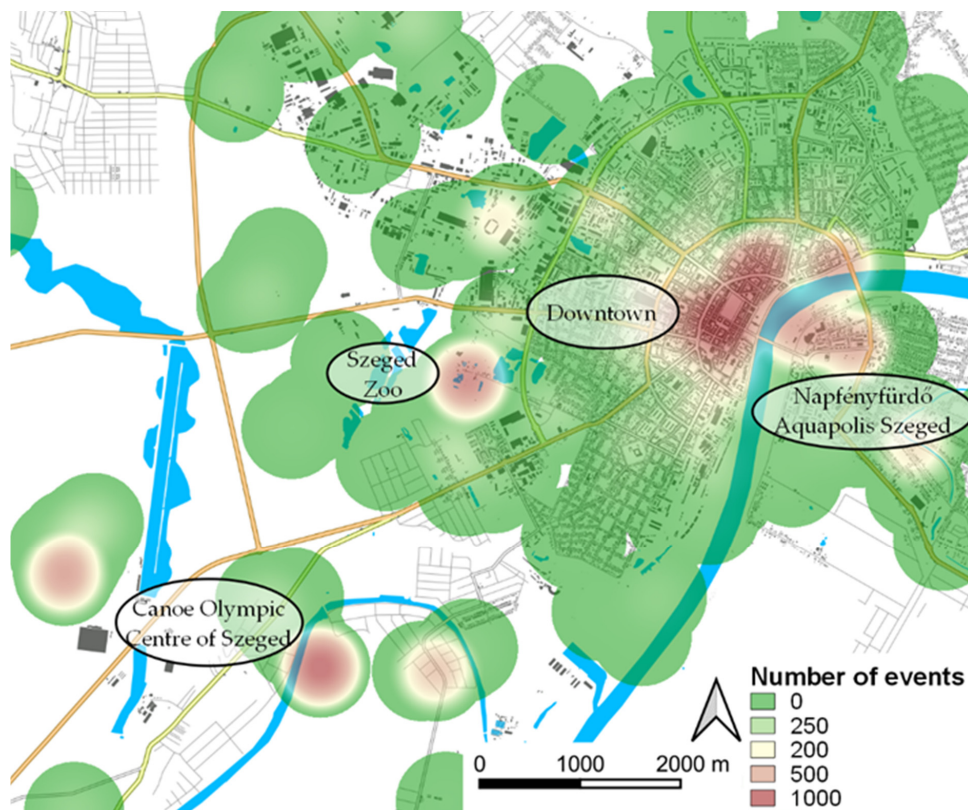 Downtown
Szeged
Zoo
Napfényfürdő
Aquapolis Szeged
Canoe Olympic
Centre of Szeged
Number of events
0
250
200
500
1000
0 1000 2000 m